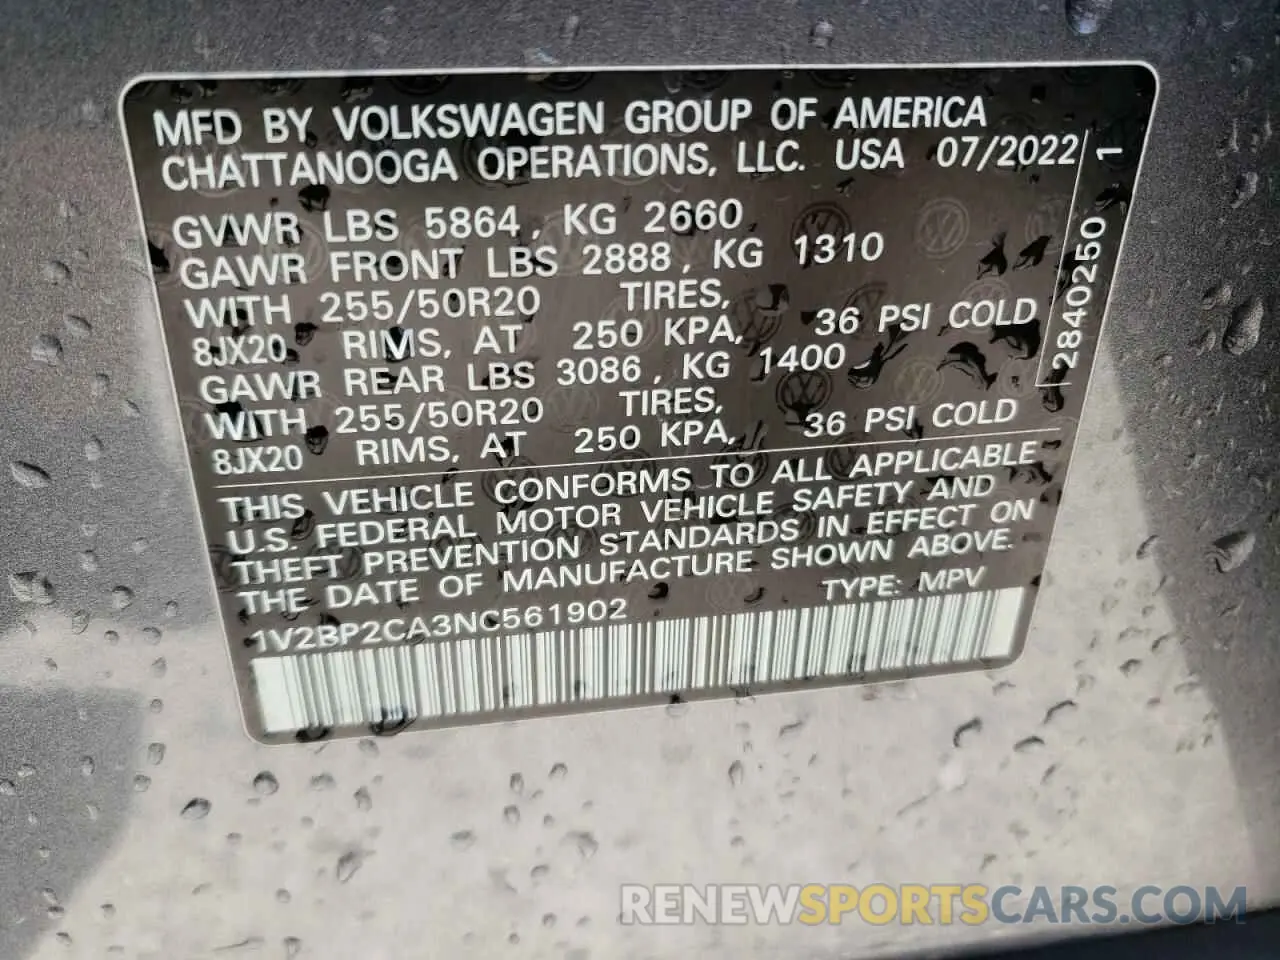 MFD BY VOLKSWAGEN GROUP OF AMERICA
CHATTANOOGA OPERATIONS, LLC. USA 07/2022
GVWR LBS 5864, KG 2660
GAWR FRONT LBS 2888, KG 1310
WITH 255/50R20 TIRES,
8JX20 RIMS, AT 250 KPA, 36 PSI COLD
GAWR REAR LBS 3086, KG 1400
WITH 255/50R20 TIRES,
8JX20 RIMS, AT 250 KPA, 36 PSI COLD
THIS VEHICLE CONFORMS TO ALL APPLICABLE
U.S. FEDERAL MOTOR VEHICLE SAFETY AND
THEFT PREVENTION STANDARDS IN EFFECT ON
THE DATE OF MANUFACTURE SHOWN ABOVE.
1V2BP2CA3NC561902 TYPE: MPV
2840250 1
RENEWSPORTSCARS.COM